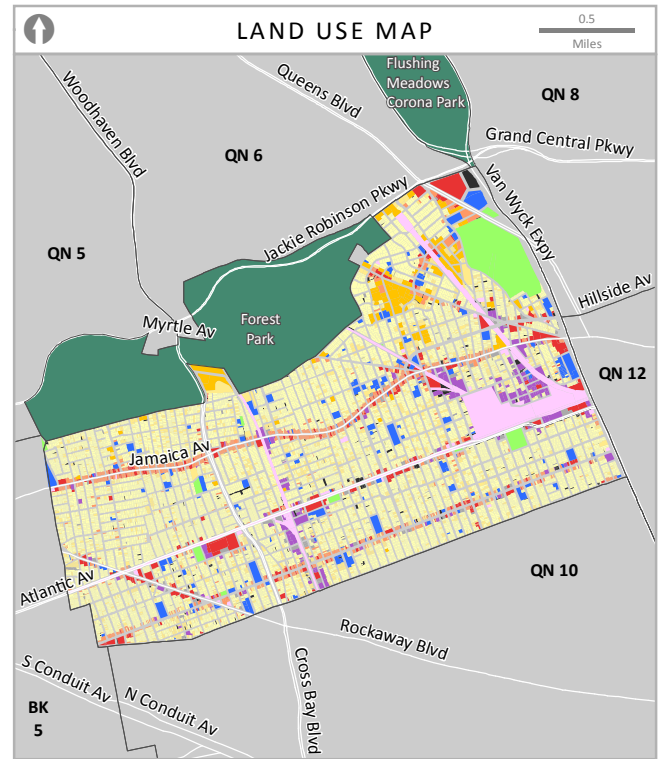 LAND USE MAP
0.5
Miles
Flushing
Meadows
Corona Park
QN 8
Queens Blvd
Woodhaven Blvd
Grand Central Pkwy
QN 6
Van Wyck Expy
Jackie Robinson Pkwy
QN 5
Hillside Av
Myrtle Av
Forest
Park
QN 12
Jamaica Av
QN 10
Atlantic Av
Rockaway Blvd
Cross Bay Blvd
S Conduit Av
N Conduit Av
BK
5